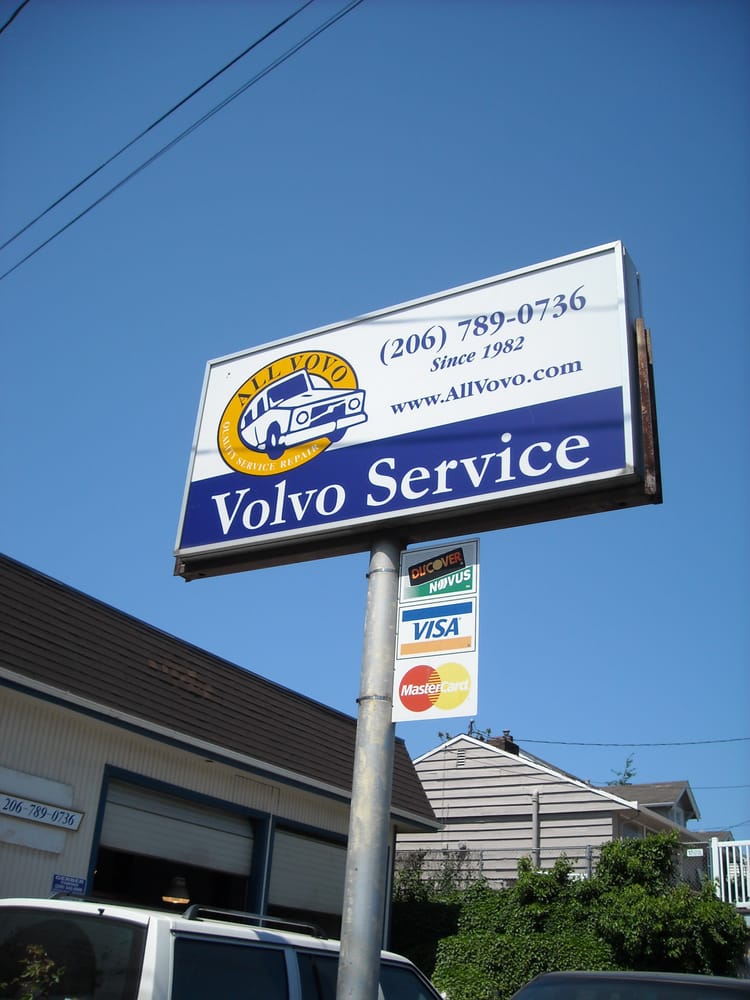 (206) 789-0736
Since 1982
www.AllVovo.com
ALL VOVO
QUALITY SERVICE REPAIR
Volvo Service
DISCOVER
NOVUS
VISA
MasterCard
206-789-0736